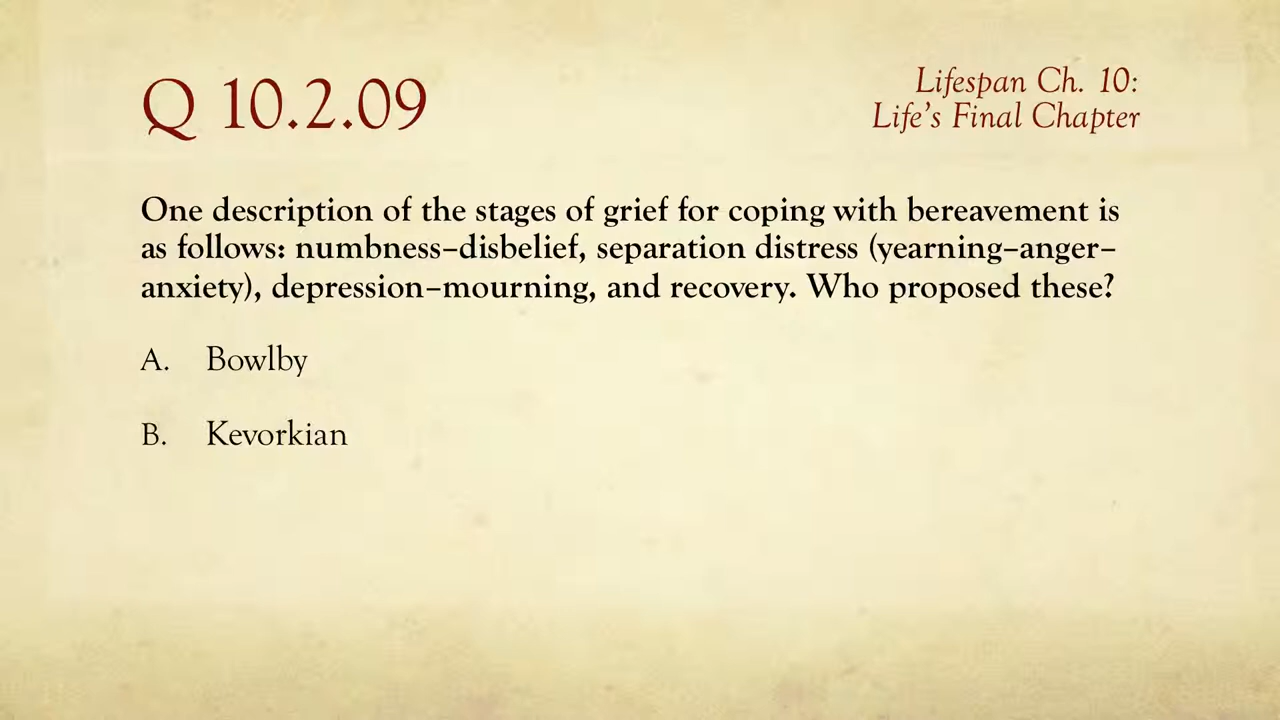 Q 10.2.09
Lifespan Ch. 10:
Life's Final Chapter
One description of the stages of grief for coping with bereavement is
as follows: numbness–disbelief, separation distress (yearning–anger–
anxiety), depression–mourning, and recovery. Who proposed these?
A. Bowlby
B. Kevorkian